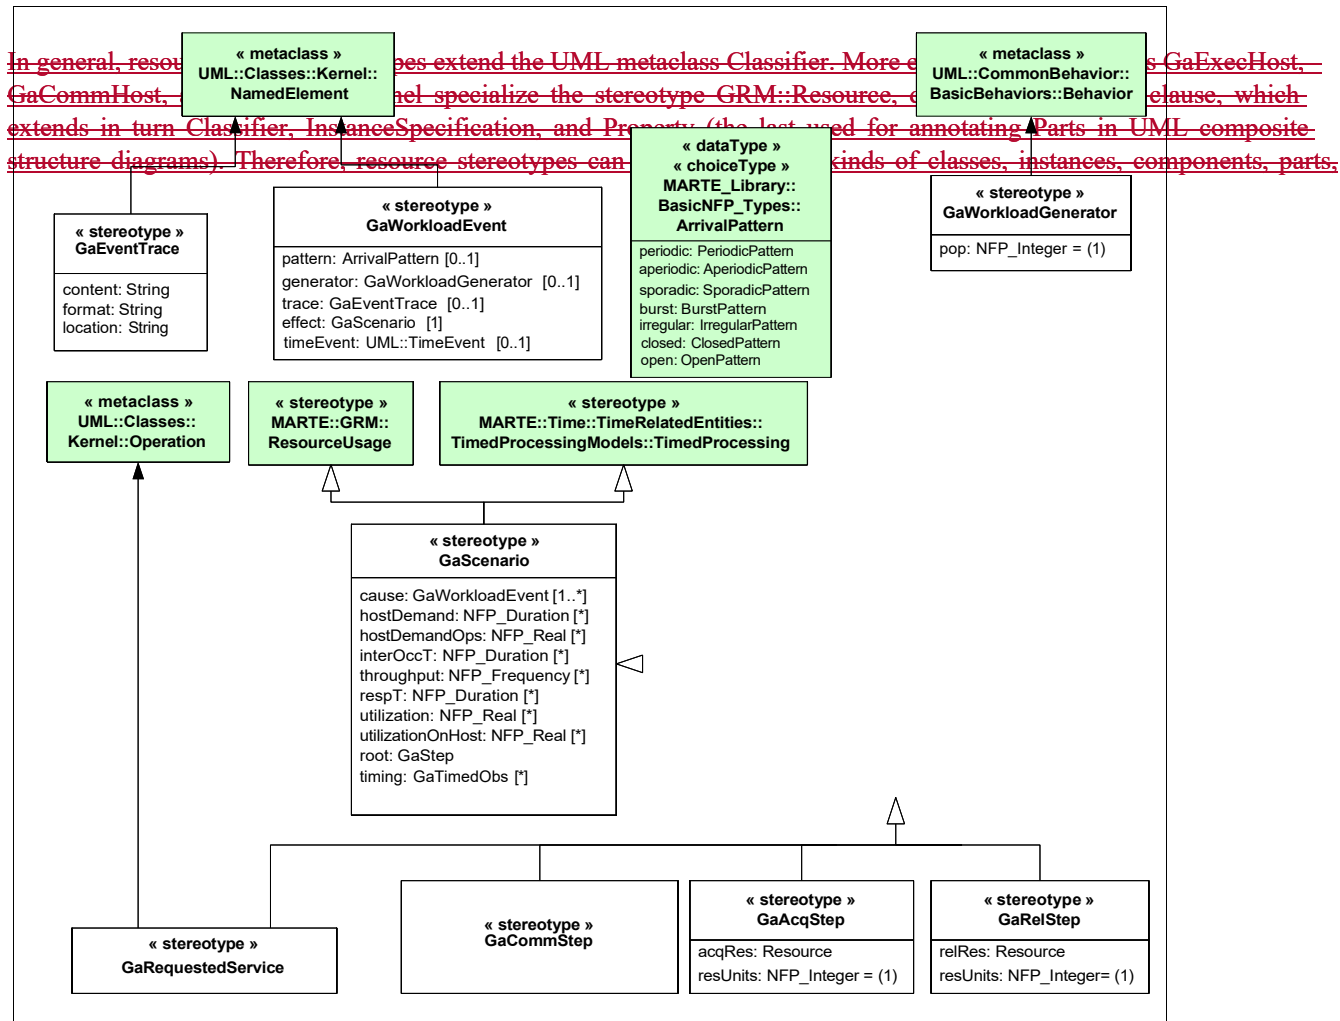 In general, resou pes extend the UML metaclass Classifier. More e s GaExecHost,
GaCommHost, nel specialize the stereotype GRM::Resource, clause, which
extends in turn Classifier, InstanceSpecification, and Property (the last used for annotating Parts in UML composite
structure diagrams). Therefore, resource stereotypes can kinds of classes, instances, components, parts,
« metaclass »
UML::Classes::Kernel::
NamedElement
« metaclass »
UML::CommonBehavior::
BasicBehaviors::Behavior
« stereotype »
GaEventTrace
content: String
format: String
location: String
« stereotype »
GaWorkloadEvent
pattern: ArrivalPattern [0..1]
generator: GaWorkloadGenerator [0..1]
trace: GaEventTrace [0..1]
effect: GaScenario [1]
timeEvent: UML::TimeEvent [0..1]
« dataType »
« choiceType »
MARTE_Library::
BasicNFP_Types::
ArrivalPattern
periodic: PeriodicPattern
aperiodic: AperiodicPattern
sporadic: SporadicPattern
burst: BurstPattern
irregular: IrregularPattern
closed: ClosedPattern
open: OpenPattern
« stereotype »
GaWorkloadGenerator
pop: NFP_Integer = (1)
« metaclass »
UML::Classes::
Kernel::Operation
« stereotype »
MARTE::GRM::
ResourceUsage
« stereotype »
MARTE::Time::TimeRelatedEntities::
TimedProcessingModels::TimedProcessing
« stereotype »
GaScenario
cause: GaWorkloadEvent [1..*]
hostDemand: NFP_Duration [*]
hostDemandOps: NFP_Real [*]
interOccT: NFP_Duration [*]
throughput: NFP_Frequency [*]
respT: NFP_Duration [*]
utilization: NFP_Real [*]
utilizationOnHost: NFP_Real [*]
root: GaStep
timing: GaTimedObs [*]
« stereotype »
GaRequestedService
« stereotype »
GaCommStep
« stereotype »
GaAcqStep
acqRes: Resource
resUnits: NFP_Integer = (1)
« stereotype »
GaRelStep
relRes: Resource
resUnits: NFP_Integer= (1)